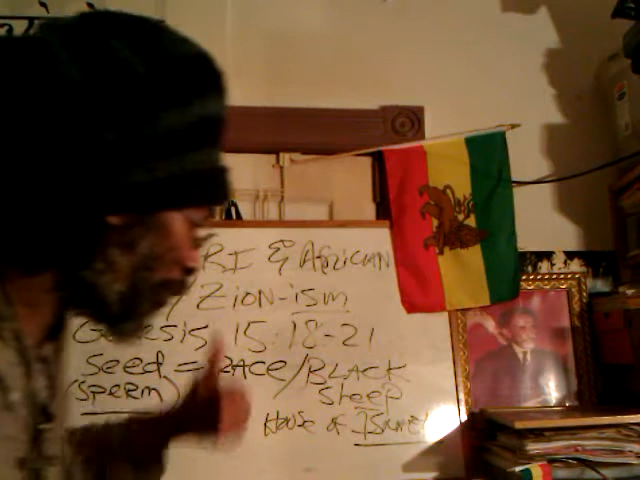 RI & AFRICAN
ZION-ism
Genesis 15:18-21
Seed = RACE/BLACK
(SPERM) Sheep
House of ISRAEL